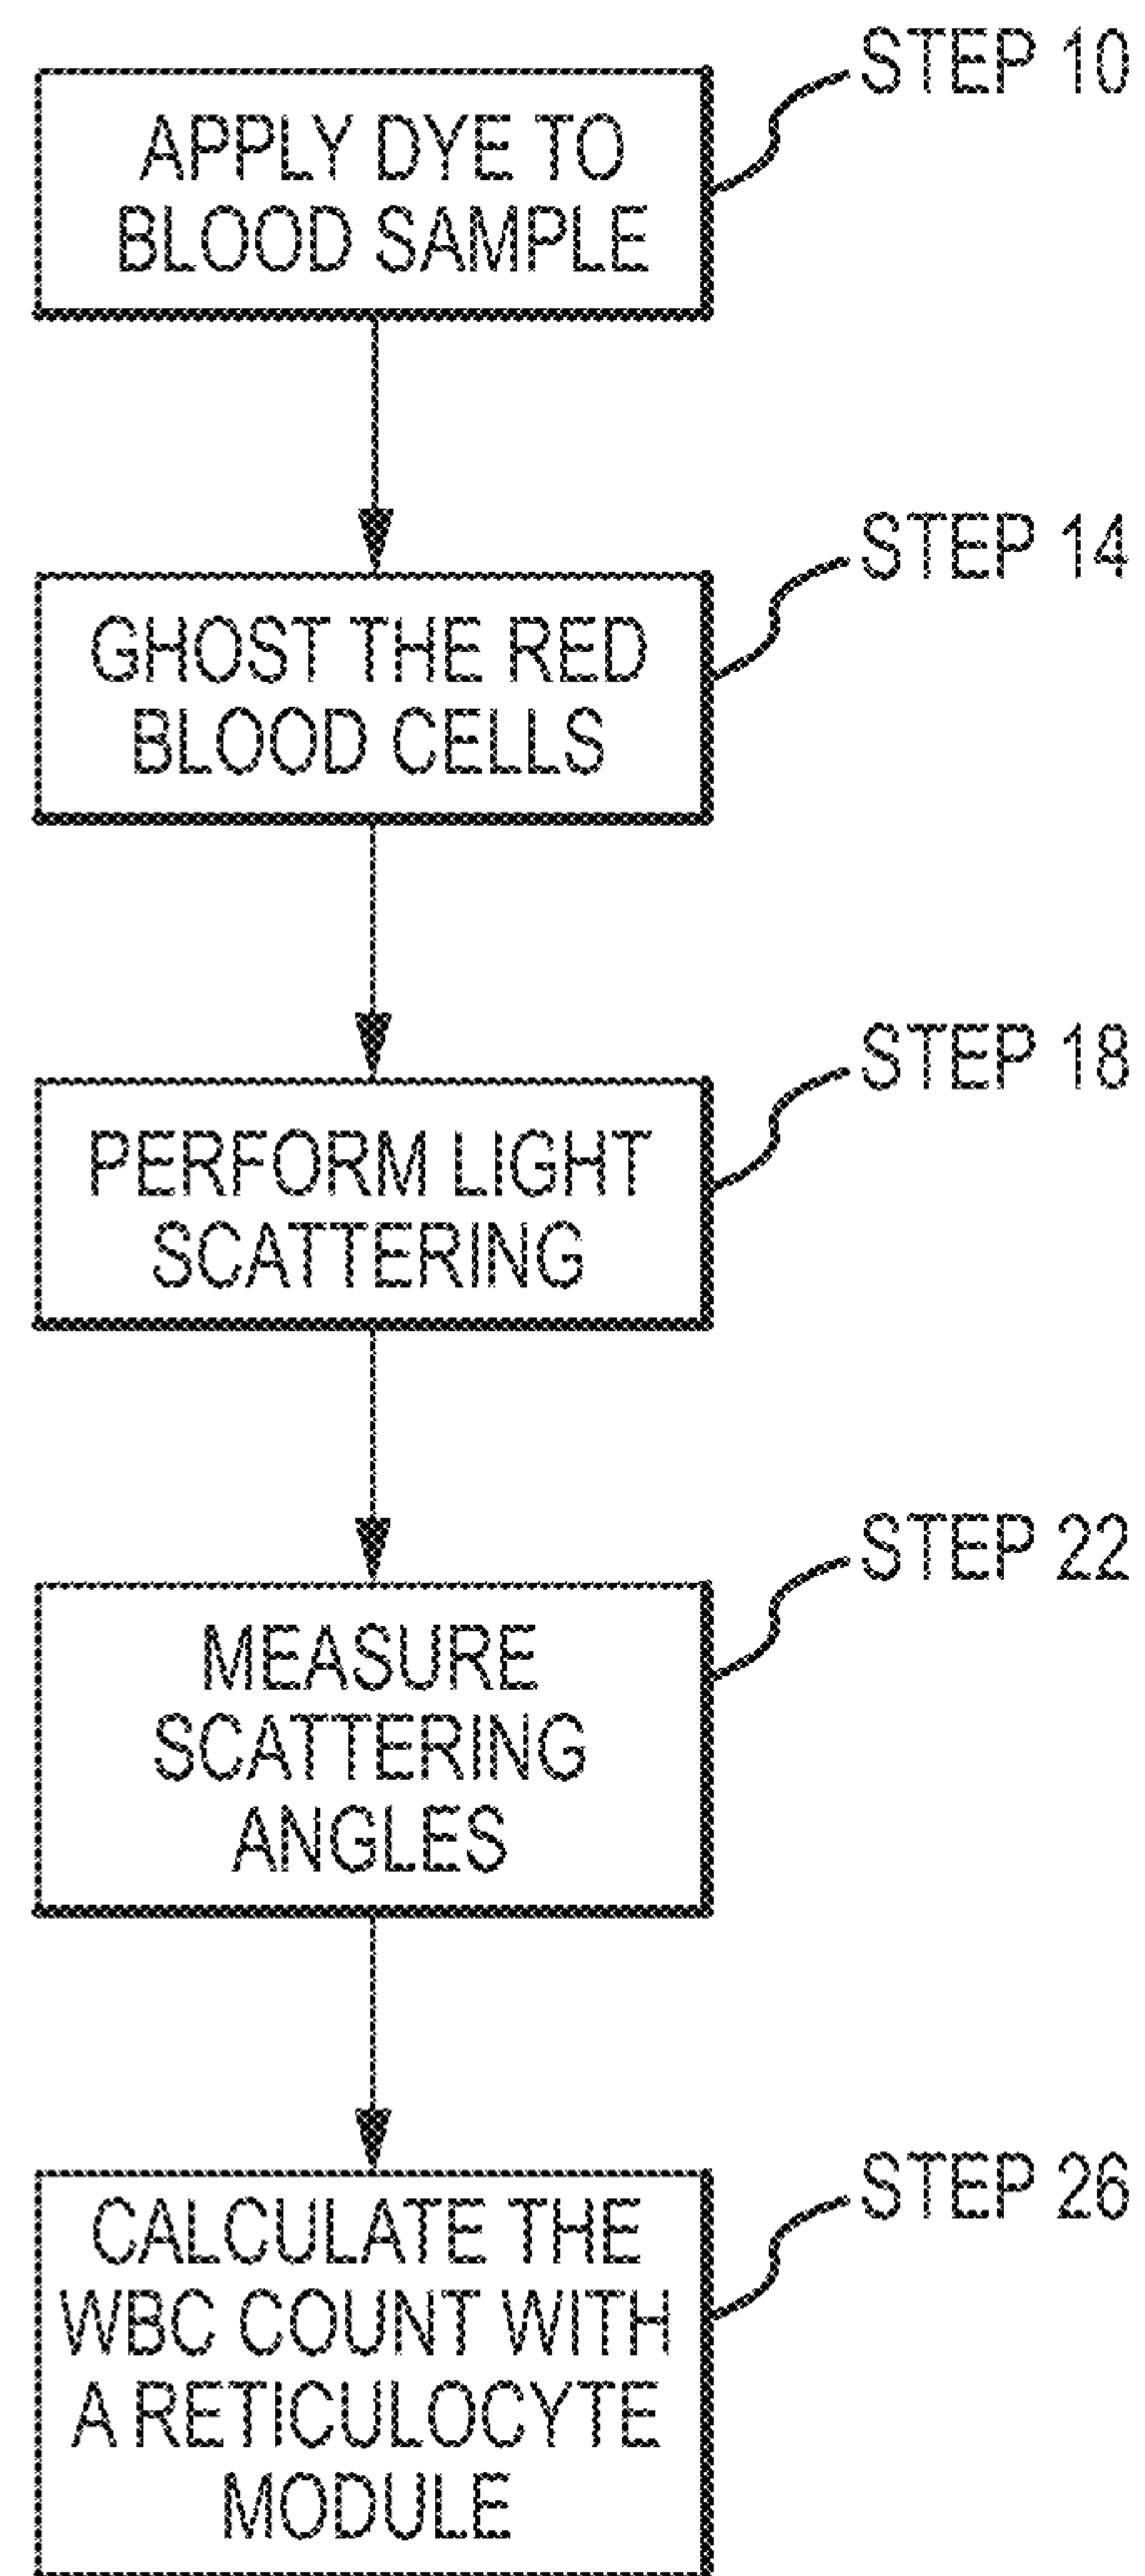 STEP 10
APPLY DYE TO
BLOOD SAMPLE
STEP 14
GHOST THE RED
BLOOD CELLS
STEP 18
PERFORM LIGHT
SCATTERING
STEP 22
MEASURE
SCATTERING
ANGLES
STEP 26
CALCULATE THE
WBC COUNT WITH
A RETICULOCYTE
MODULE